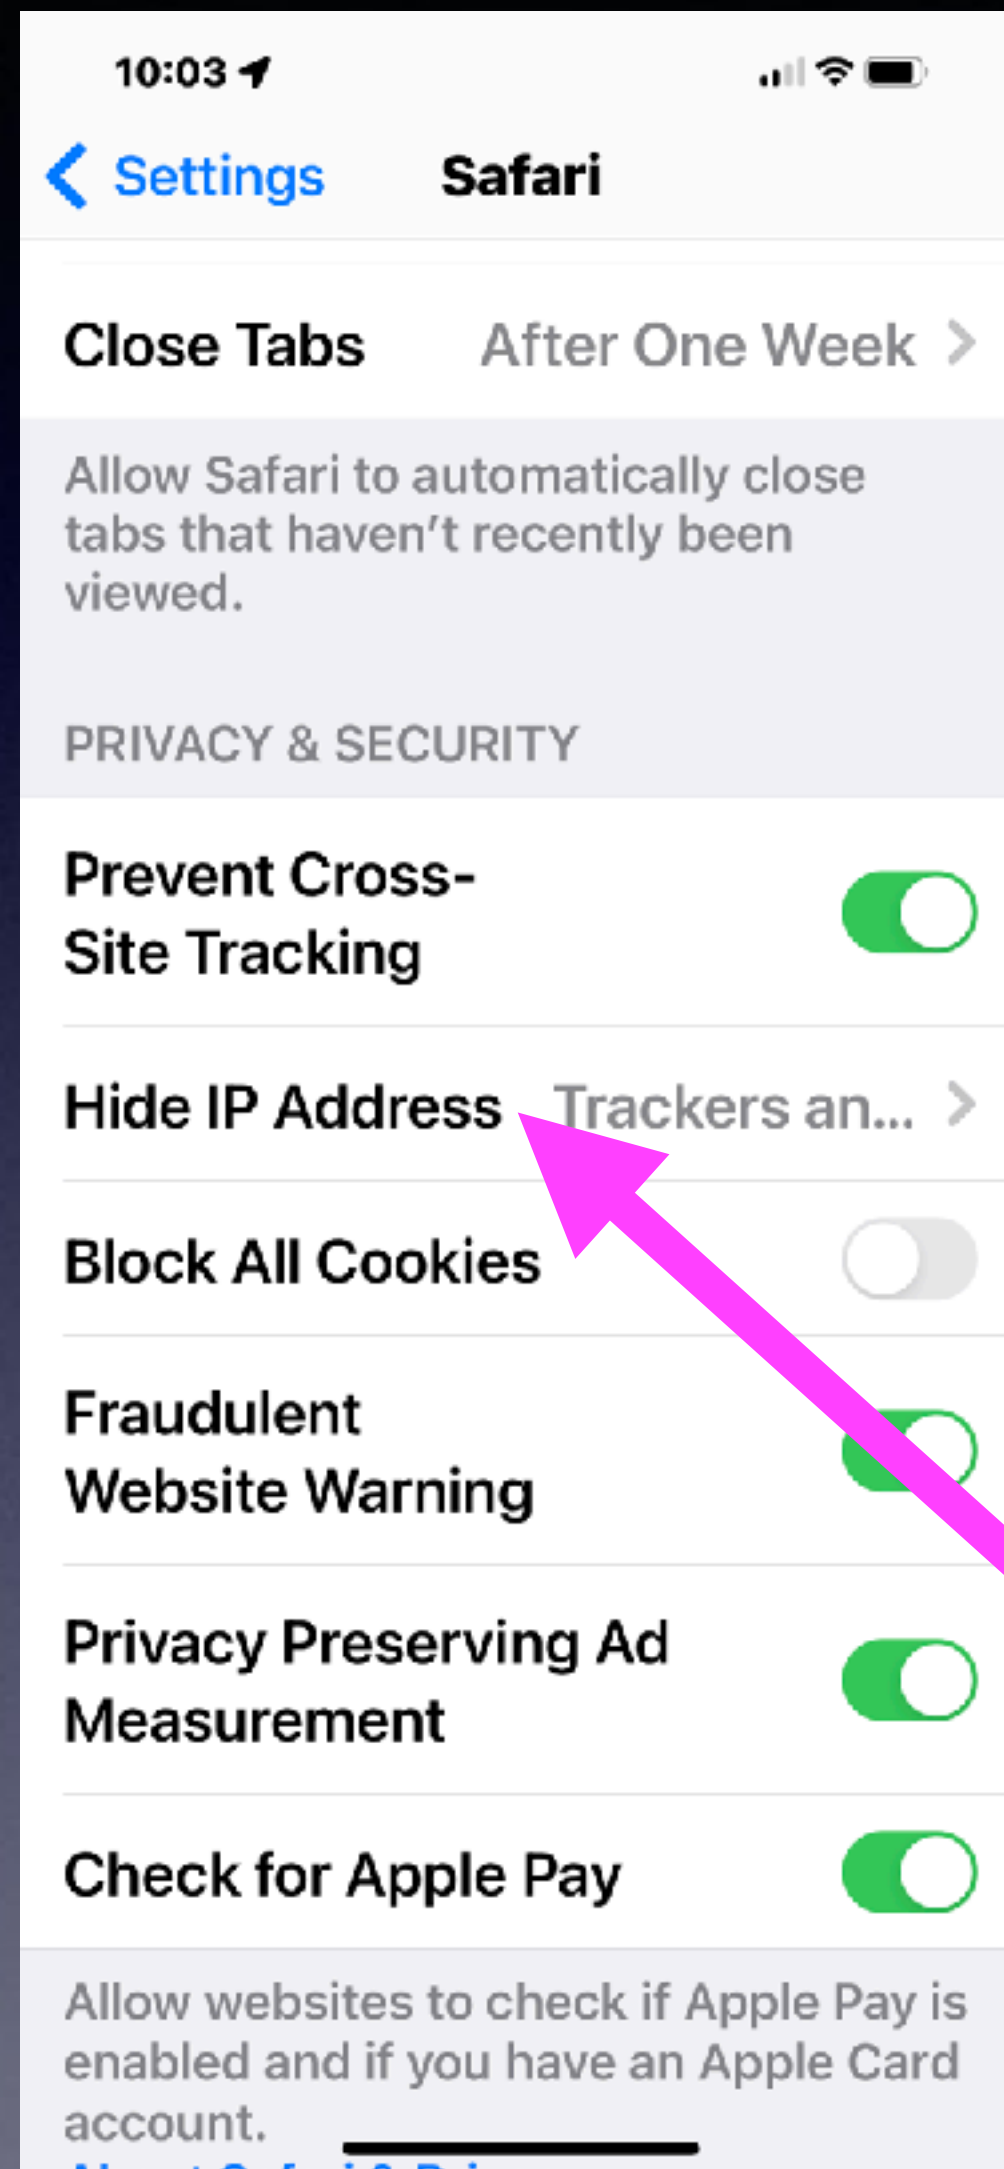 10:03
Settings
Safari
Close Tabs After One Week
Allow Safari to automatically close
tabs that haven't recently been
viewed.
PRIVACY & SECURITY
Prevent Cross-
Site Tracking
Hide IP Address Trackers an...
Block All Cookies
Fraudulent
Website Warning
Privacy Preserving Ad
Measurement
Check for Apple Pay
Allow websites to check if Apple Pay is
enabled and if you have an Apple Card
account.